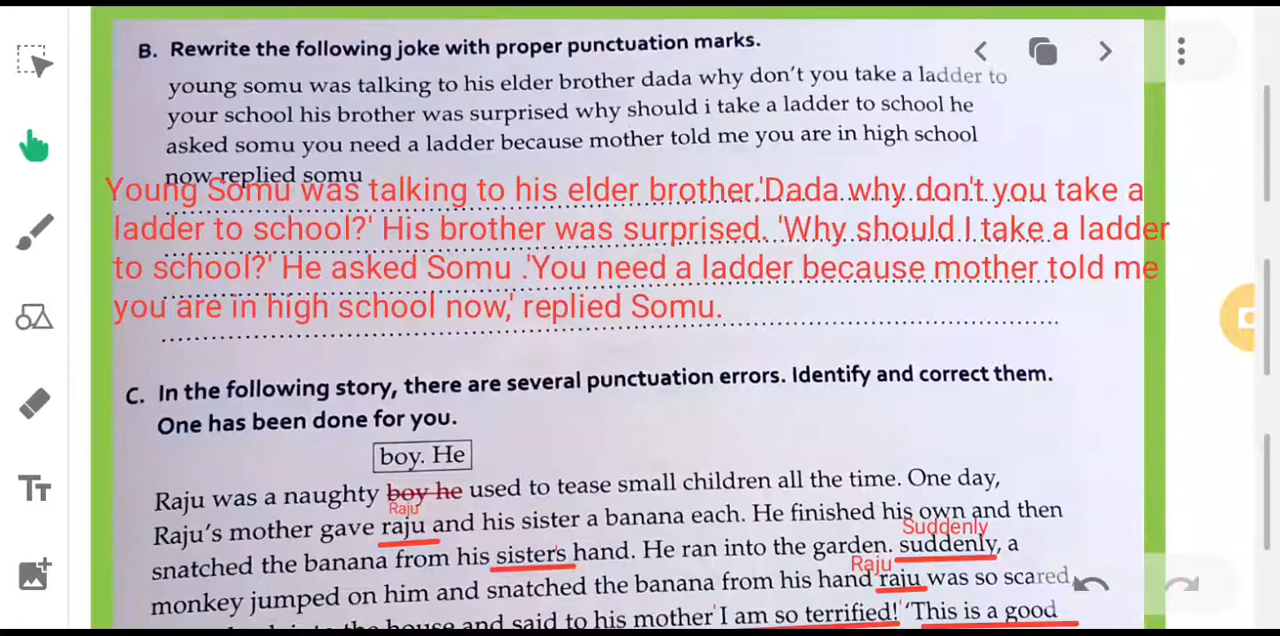 B. Rewrite the following joke with proper punctuation marks.
young somu was talking to his elder brother dada why don't you take a ladder to
your school his brother was surprised why should i take a ladder to school he
asked somu you need a ladder because mother told me you are in high school
now replied somu
Young Somu was talking to his elder brother.'Dada why don't you take a
ladder to school?' His brother was surprised. 'Why should I take a ladder
to school?' He asked Somu .'You need a ladder because mother told me
you are in high school now,' replied Somu.
C. In the following story, there are several punctuation errors. Identify and correct them.
One has been done for you.
boy. He
Raju was a naughty boy he used to tease small children all the time. One day,
Raju
Raju's mother gave raju and his sister a banana each. He finished his own and then
Suddenly
snatched the banana from his sister's hand. He ran into the garden. suddenly, a
Raju
monkey jumped on him and snatched the banana from his hand raju was so scared
the house and said to his mother 'I am so terrified!' 'This is a good
Tт